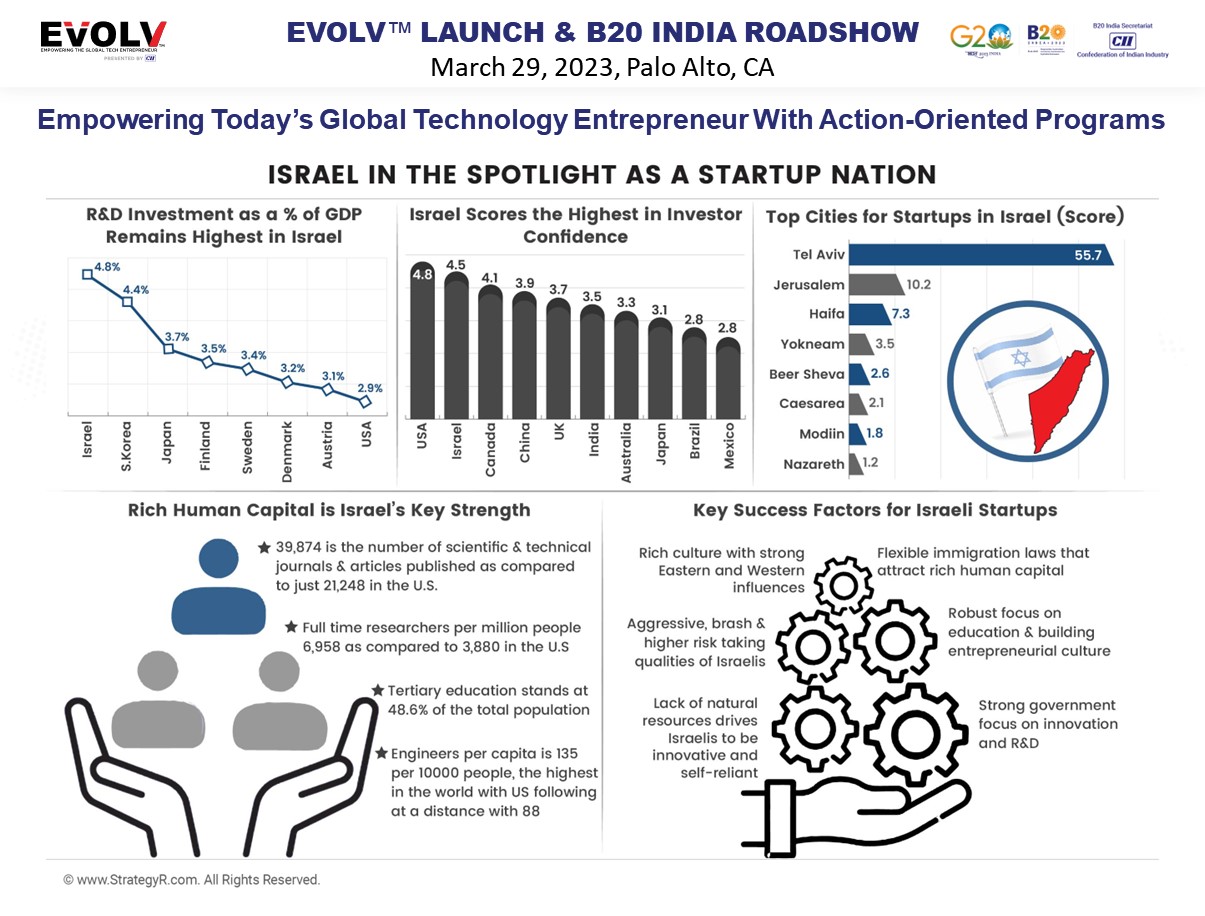 EVOLV™
EMPOWERING THE GLOBAL TECH ENTREPRENEUR
PRESENTED BY CII
EVOLV™ LAUNCH & B20 INDIA ROADSHOW
March 29, 2023, Palo Alto, CA
G20
B20
B20 India Secretariat
CII
Confederation of Indian Industry
Empowering Today's Global Technology Entrepreneur With Action-Oriented Programs
ISRAEL IN THE SPOTLIGHT AS A STARTUP NATION
R&D Investment as a % of GDP
Remains Highest in Israel
4.8%
4.4%
3.7%
3.5%
3.4%
3.2%
3.1%
2.9%
Israel
S.Korea
Japan
Finland
Sweden
Denmark
Austria
USA
Israel Scores the Highest in Investor
Confidence
4.8
4.5
4.1
3.9
3.7
3.5
3.3
3.1
2.8
2.8
USA
Israel
Canada
China
UK
India
Australia
Japan
Brazil
Mexico
Top Cities for Startups in Israel (Score)
Tel Aviv 55.7
Jerusalem 10.2
Haifa 7.3
Yokneam 3.5
Beer Sheva 2.6
Caesarea 2.1
Modiin 1.8
Nazareth 1.2
Rich Human Capital is Israel's Key Strength
39,874 is the number of scientific & technical
journals & articles published as compared
to just 21,248 in the U.S.
Full time researchers per million people
6,958 as compared to 3,880 in the U.S
Tertiary education stands at
48.6% of the total population
Engineers per capita is 135
per 10000 people, the highest
in the world with US following
at a distance with 88
Key Success Factors for Israeli Startups
Rich culture with strong
Eastern and Western
influences
Flexible immigration laws that
attract rich human capital
Aggressive, brash &
higher risk taking
qualities of Israelis
Robust focus on
education & building
entrepreneurial culture
Lack of natural
resources drives
Israelis to be
innovative and
self-reliant
Strong government
focus on innovation
and R&D
© www.StrategyR.com. All Rights Reserved.